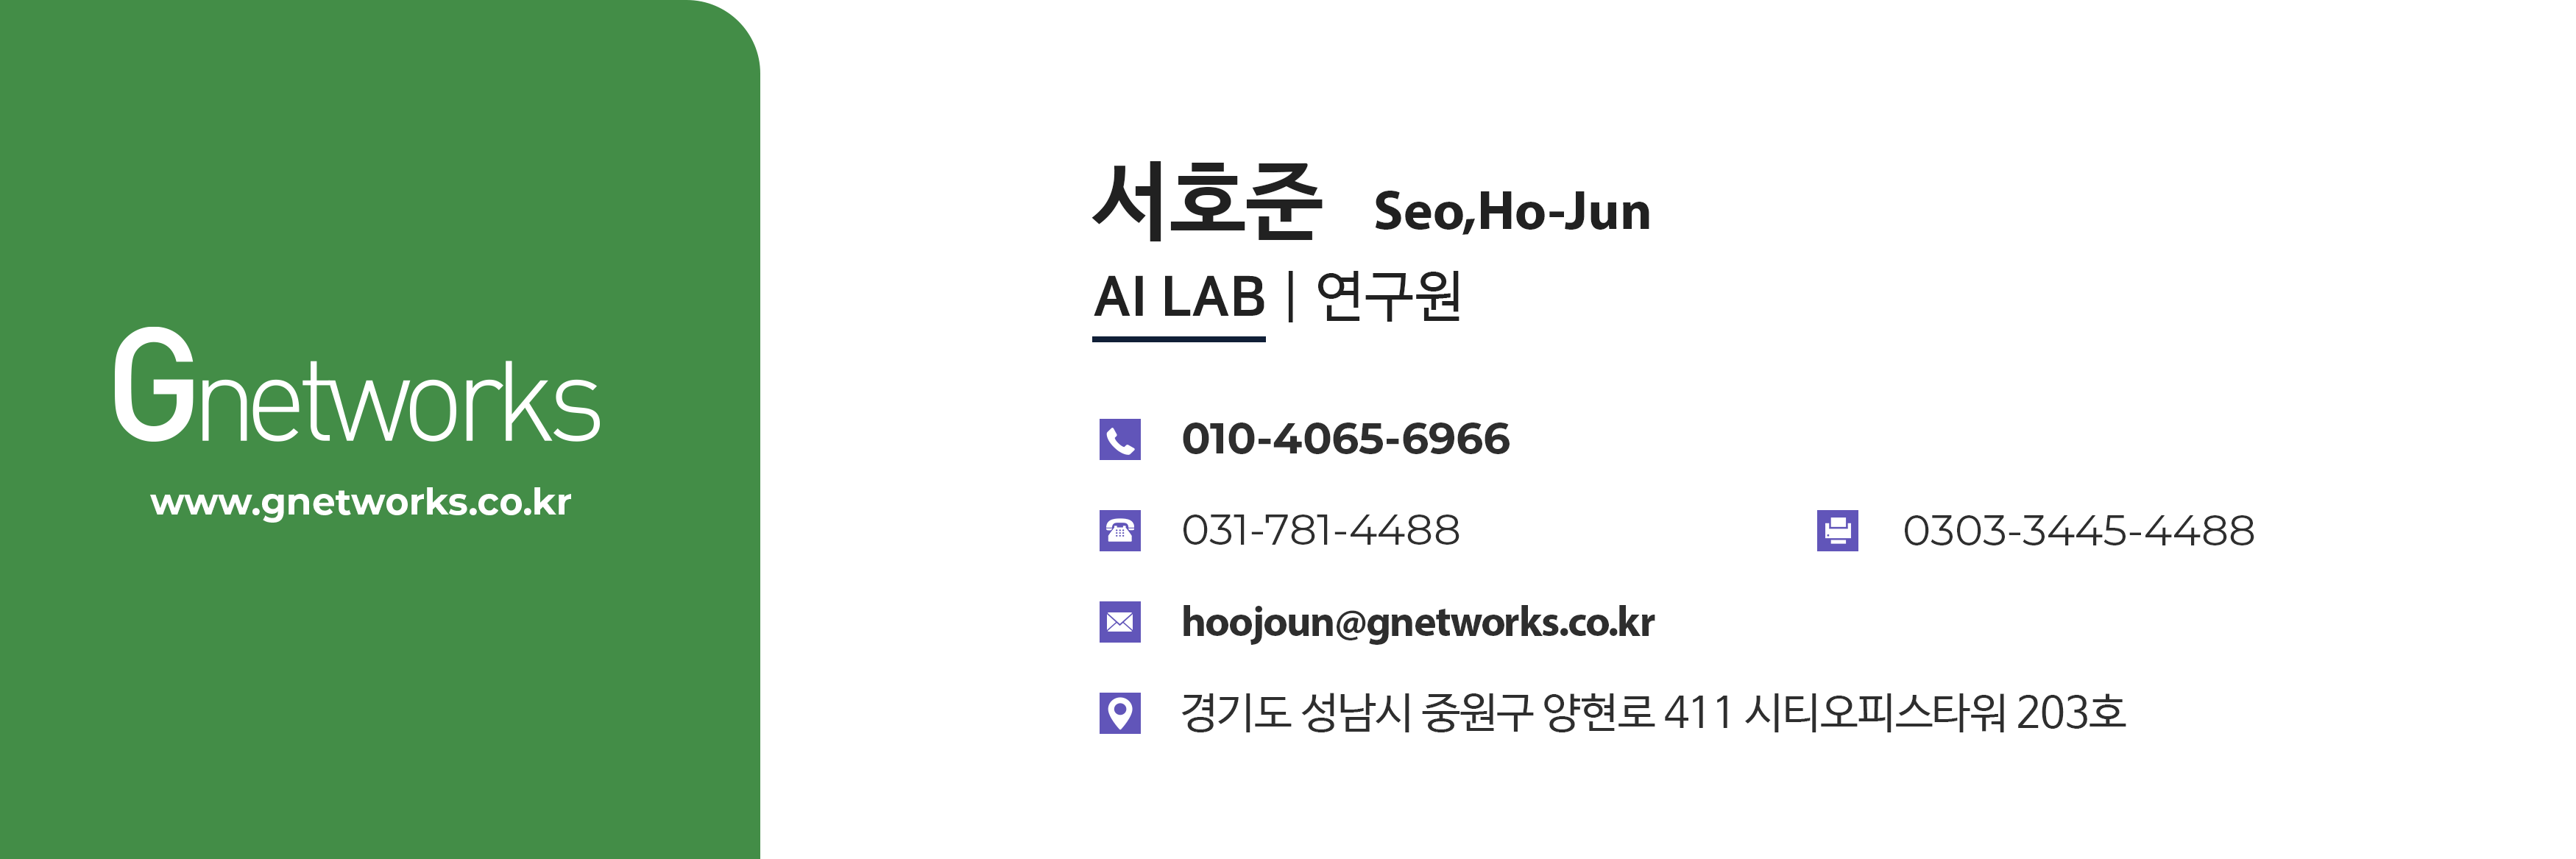 Gnetworks
www.gnetworks.co.kr
서호준 Seo,Ho-Jun
AI LAB | 연구원
010-4065-6966
031-781-4488 0303-3445-4488
hoojoun@gnetworks.co.kr
경기도 성남시 중원구 양현로 411 시티오피스타워 203호